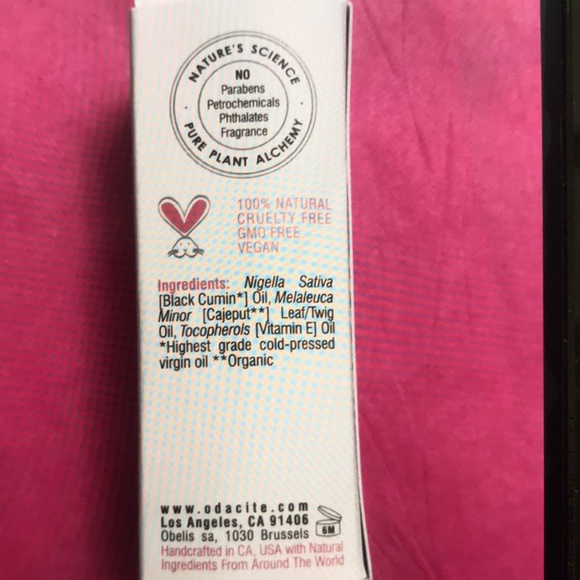 NATURE'S SCIENCE
NO
Parabens
Petrochemicals
Phthalates
Fragrance
PURE PLANT ALCHEMY
100% NATURAL
CRUELTY FREE
GMO FREE
VEGAN
Ingredients: Nigella Sativa
[Black Cumin*] Oil, Melaleuca
Minor [Cajeput**] Leaf/Twig
Oil, Tocopherols [Vitamin E] Oil
*Highest grade cold-pressed
virgin oil **Organic
www.odacite.com
Los Angeles, CA 91406
Obelis sa, 1030 Brussels
6M
Handcrafted in CA, USA with Natural
Ingredients From Around The World